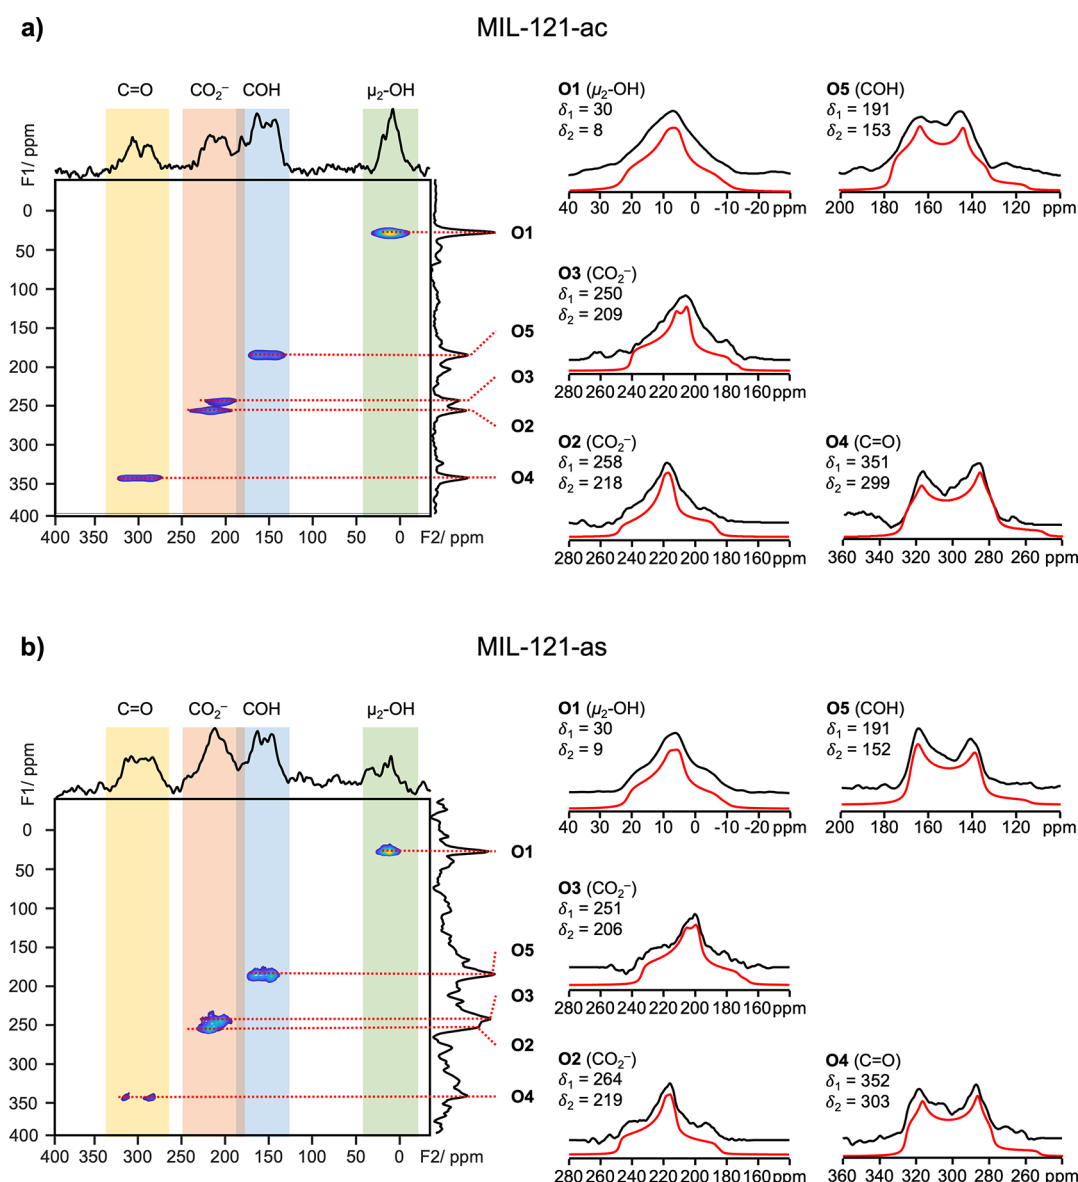 a)
MIL-121-ac
C=O CO₂⁻ COH μ₂-OH
F1/ ppm
0
50
100
150
200
250
300
350
400
400 350 300 250 200 150 100 50 0 F2/ ppm
O1
O5
O3
O2
O4
O1 (μ₂-OH)
δ₁ = 30
δ₂ = 8
40 30 20 10 0 -10 -20 ppm
O5 (COH)
δ₁ = 191
δ₂ = 153
200 180 160 140 120 ppm
O3 (CO₂⁻)
δ₁ = 250
δ₂ = 209
280 260 240 220 200 180 160 ppm
O2 (CO₂⁻)
δ₁ = 258
δ₂ = 218
280 260 240 220 200 180 160 ppm
O4 (C=O)
δ₁ = 351
δ₂ = 299
360 340 320 300 280 260 ppm
b)
MIL-121-as
C=O CO₂⁻ COH μ₂-OH
F1/ ppm
0
50
100
150
200
250
300
350
400
400 350 300 250 200 150 100 50 0 F2/ ppm
O1
O5
O3
O2
O4
O1 (μ₂-OH)
δ₁ = 30
δ₂ = 9
40 30 20 10 0 -10 -20 ppm
O5 (COH)
δ₁ = 191
δ₂ = 152
200 180 160 140 120 ppm
O3 (CO₂⁻)
δ₁ = 251
δ₂ = 206
280 260 240 220 200 180 160 ppm
O2 (CO₂⁻)
δ₁ = 264
δ₂ = 219
280 260 240 220 200 180 160 ppm
O4 (C=O)
δ₁ = 352
δ₂ = 303
360 340 320 300 280 260 ppm